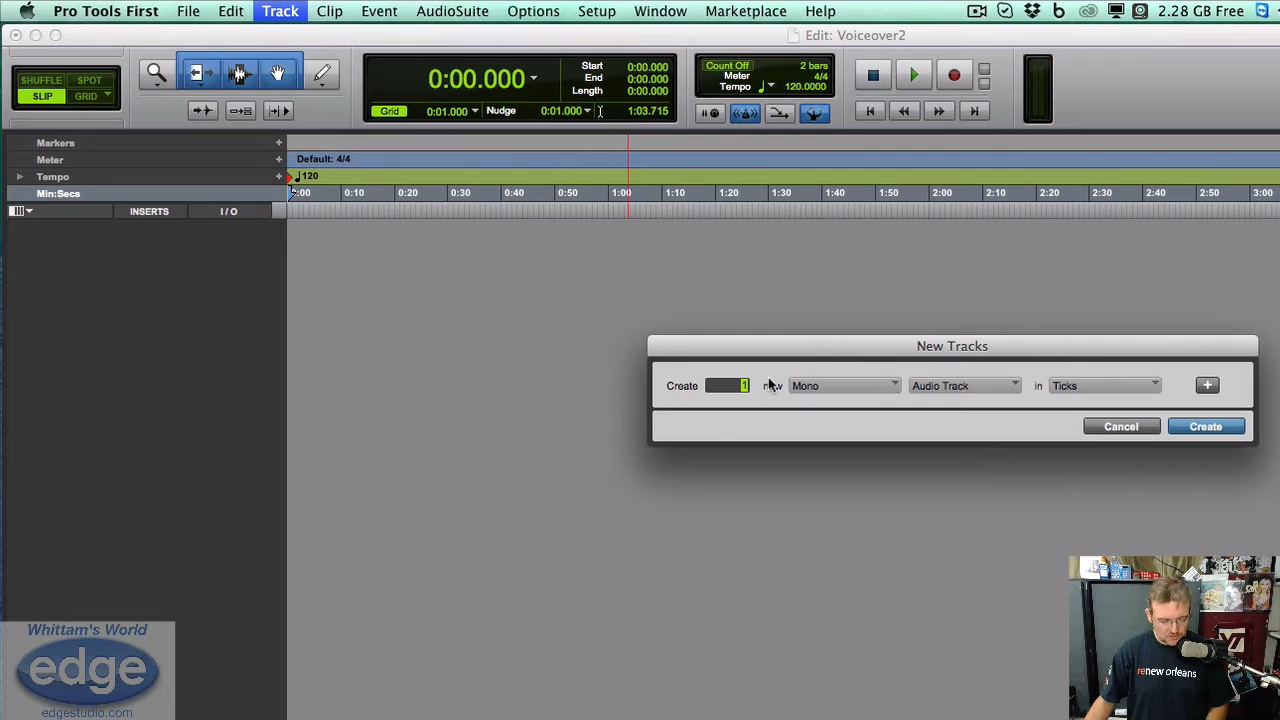 Pro Tools First File Edit Track Clip Event AudioSuite Options Setup Window Marketplace Help 2.28 GB Free
Edit: Voiceover2
SHUFFLE SPOT
SLIP GRID
0:00.000
Start 0:00.000
End 0:00.000
Length 0:00.000
Grid 0:01.000 Nudge 0:01.000 1:03.715
Count Off 2 bars
Meter 4/4
Tempo 120.0000
Markers
Meter Default: 4/4
Tempo 120
Min:Secs 0:00 0:10 0:20 0:30 0:40 0:50 1:00 1:10 1:20 1:30 1:40 1:50 2:00 2:10 2:20 2:30 2:40 2:50 3:00
INSERTS I / O
New Tracks
Create 1 new Mono Audio Track in Ticks +
Cancel Create
Whittam's World
edge
edgestudio.com
renew orleans